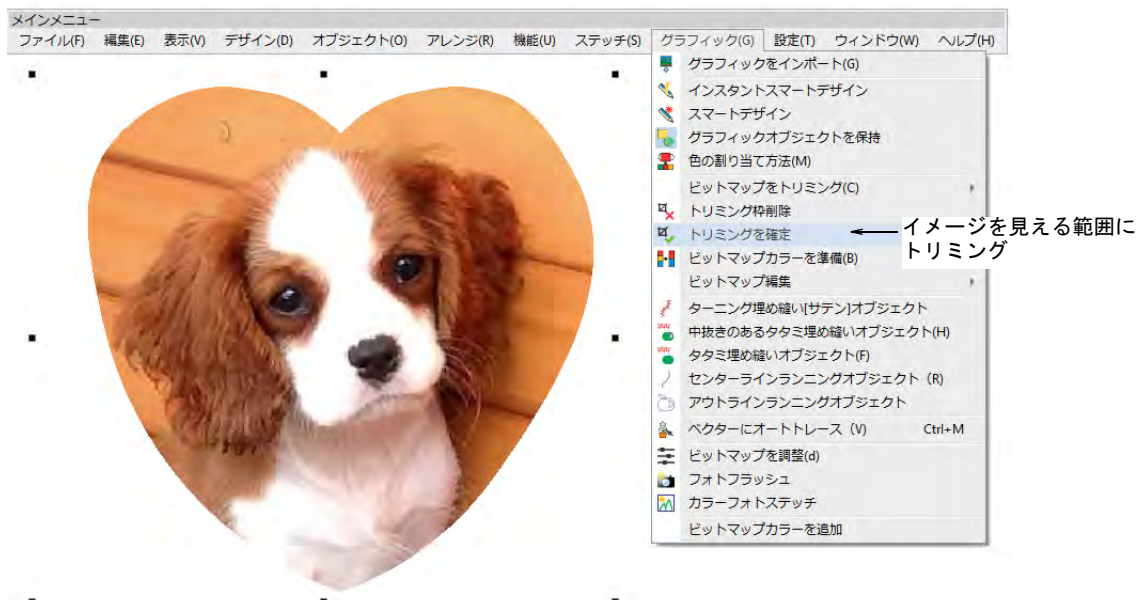 メインメニュー
ファイル(F) 編集(E) 表示(V) デザイン(D) オブジェクト(O) アレンジ(R) 機能(U) ステッチ(S) グラフィック(G) 設定(T) ウィンドウ(W) ヘルプ(H)
グラフィックをインポート(G)
インスタントスマートデザイン
スマートデザイン
グラフィックオブジェクトを保持
色の割り当て方法(M)
ビットマップをトリミング(C)
トリミング枠削除
トリミングを確定
イメージを見える範囲に
トリミング
ビットマップカラーを準備(B)
ビットマップ編集
ターニング埋め縫い[サテン]オブジェクト
中抜きのあるタタミ埋め縫いオブジェクト(H)
タタミ埋め縫いオブジェクト(F)
センターラインランニングオブジェクト（R)
アウトラインランニングオブジェクト
ベクターにオートトレース（V) Ctrl+M
ビットマップを調整(d)
フォトフラッシュ
カラーフォトステッチ
ビットマップカラーを追加